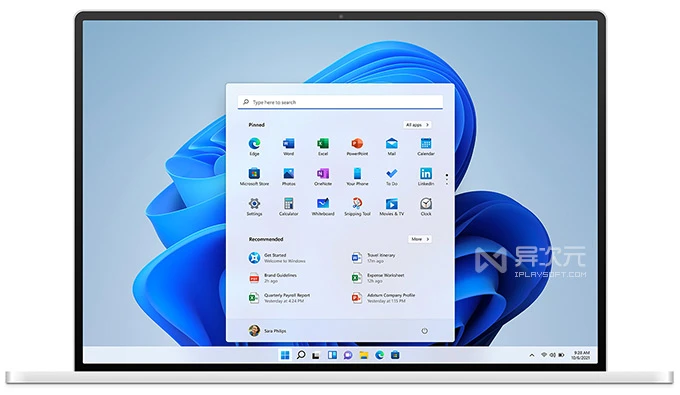 Type here to search
Pinned
All apps >
Edge
Word
Excel
PowerPoint
Mail
Calendar
Microsoft Store
Photos
OneNote
Your Phone
To Do
LinkedIn
Settings
Calculator
Whiteboard
Snipping Tool
Movies & TV
Clock
Recommended
More >
Get Started
Welcome to Windows
Travel itinerary
17m ago
Brand Guidelines
2h ago
Expense Worksheet
12h ago
Quarterly Payroll Report
Yesterday at 4:24 PM
Adatum Company Profile
Yesterday at 1:15 PM
Sara Philips
9:20 AM
10/6/2021
异次元
IPLAYSOFT.COM